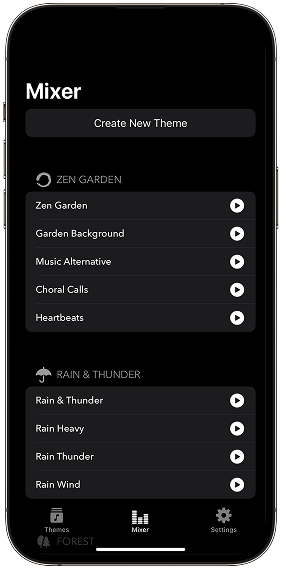 Mixer
Create New Theme
ZEN GARDEN
Zen Garden
Garden Background
Music Alternative
Choral Calls
Heartbeats
RAIN & THUNDER
Rain & Thunder
Rain Heavy
Rain Thunder
Rain Wind
Themes
Mixer
Settings
FOREST